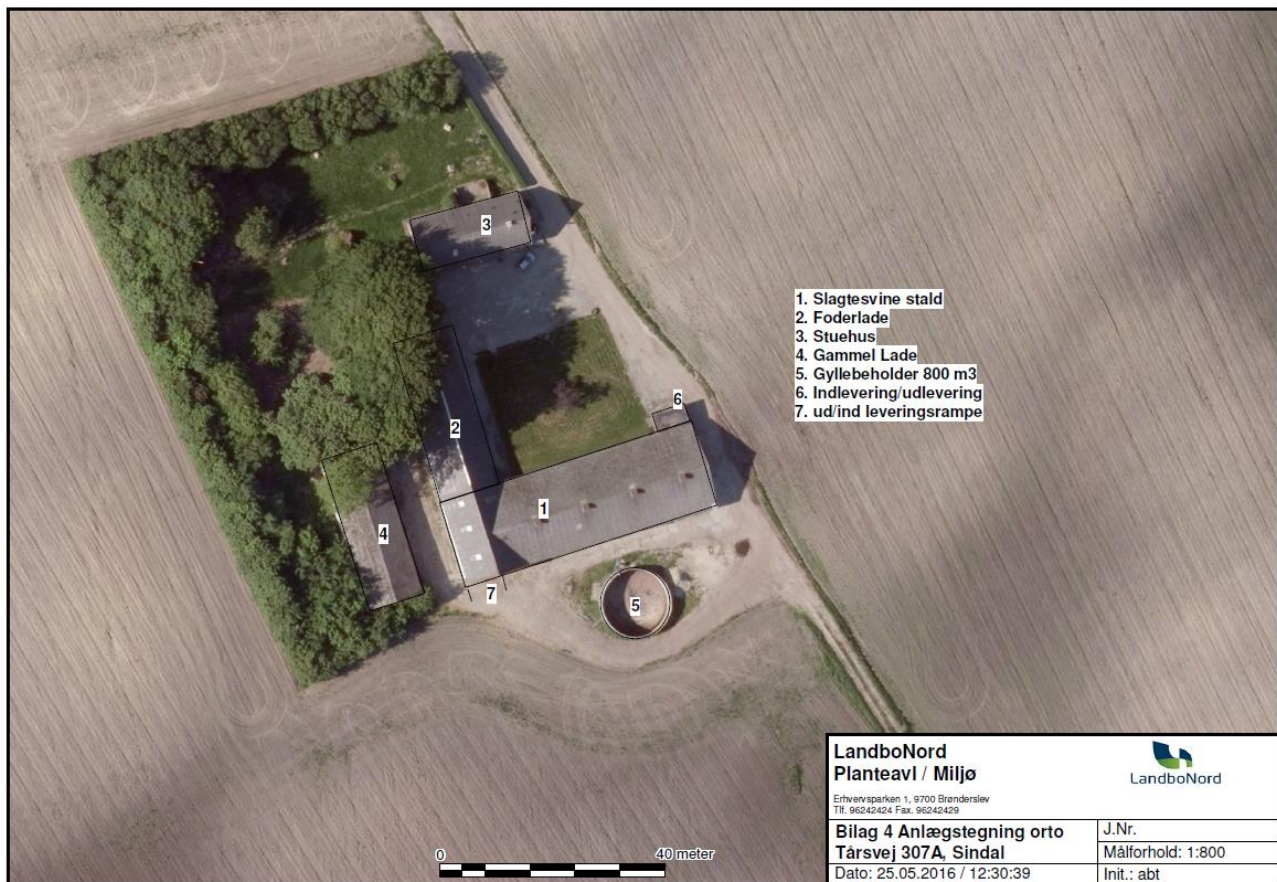 3
1. Slagtesvine stald
2. Foderlade
3. Stuehus
4. Gammel Lade
5. Gyllebeholder 800 m3
6. Indlevering/udlevering
7. ud/ind leveringsrampe
6
2
1
4
7
5
LandboNord
Planteavl / Miljø
LandboNord
Erhvervsparken 1, 9700 Brønderslev
Tlf. 96242424 Fax. 96242429
Bilag 4 Anlægstegning orto
Tårsvej 307A, Sindal
J.Nr.
Målforhold: 1:800
Dato: 25.05.2016 / 12:30:39
Init.: abt
0 40 meter